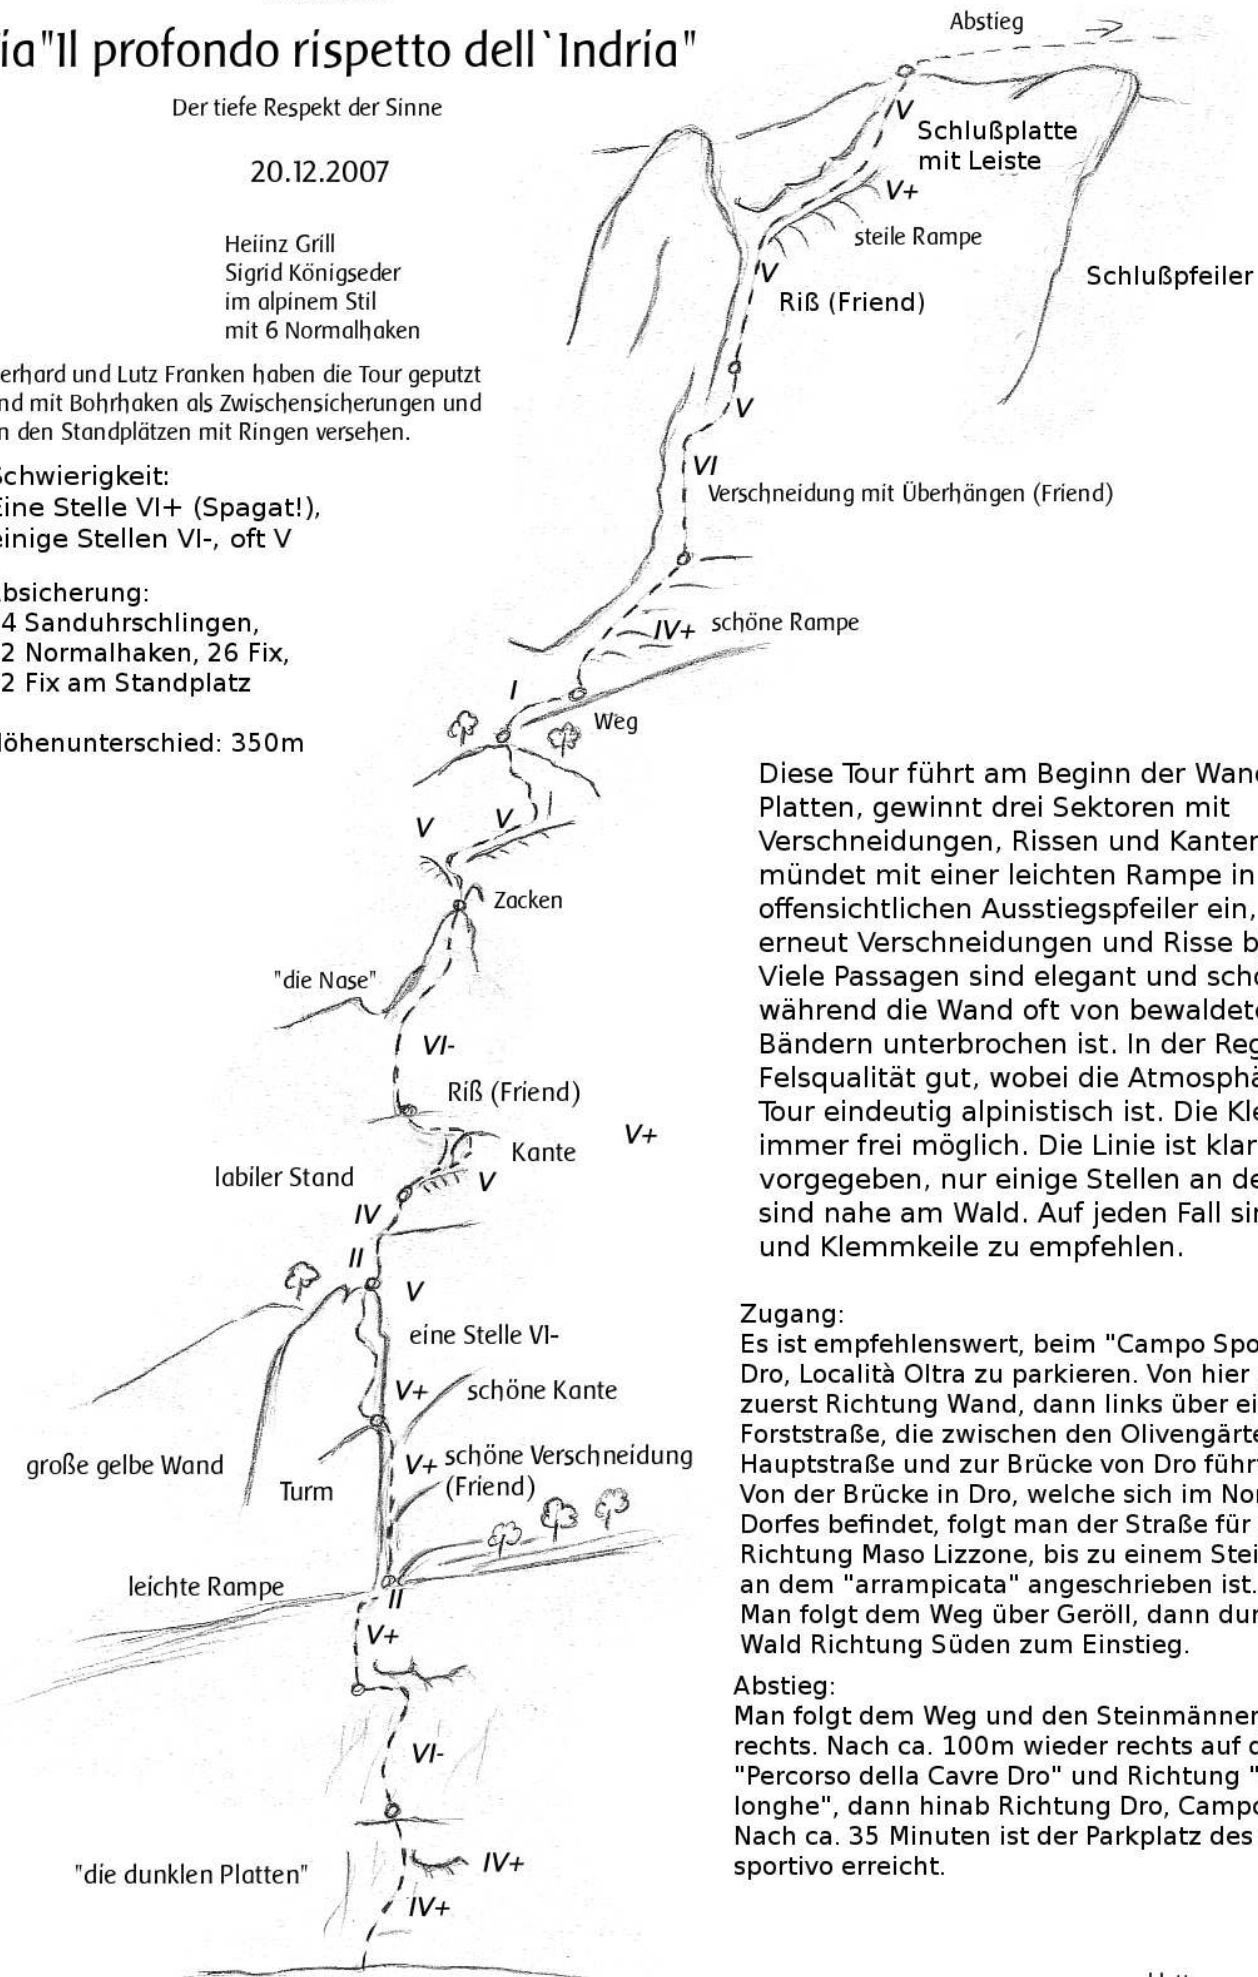 ia"Il profondo rispetto dell`Indria"
Der tiefe Respekt der Sinne
20.12.2007
Heiinz Grill
Sigrid Königseder
im alpinem Stil
mit 6 Normalhaken
erhard und Lutz Franken haben die Tour geputzt
nd mit Bohrhaken als Zwischensicherungen und
n den Standplätzen mit Ringen versehen.
Schwierigkeit:
Eine Stelle VI+ (Spagat!),
einige Stellen VI-, oft V
bsicherung:
4 Sanduhrschlingen,
2 Normalhaken, 26 Fix,
2 Fix am Standplatz
löhenunterschied: 350m
Abstieg
V
Schlußplatte
mit Leiste
V+
steile Rampe
Schlußpfeiler
V
Riß (Friend)
V
VI
Verschneidung mit Überhängen (Friend)
IV+ schöne Rampe
I
Weg
V
V
Zacken
"die Nase"
VI-
Riß (Friend)
V+
Kante
labiler Stand
V
IV
II
V
eine Stelle VI-
V+ schöne Kante
große gelbe Wand
Turm
V+ schöne Verschneidung
(Friend)
leichte Rampe
II
V+
VI-
"die dunklen Platten"
IV+
IV+
Diese Tour führt am Beginn der Wan
Platten, gewinnt drei Sektoren mit
Verschneidungen, Rissen und Kanten
mündet mit einer leichten Rampe in
offensichtlichen Ausstiegspfeiler ein,
erneut Verschneidungen und Risse b
Viele Passagen sind elegant und sch
während die Wand oft von bewaldet
Bändern unterbrochen ist. In der Reg
Felsqualität gut, wobei die Atmosphä
Tour eindeutig alpinistisch ist. Die Kle
immer frei möglich. Die Linie ist klar
vorgegeben, nur einige Stellen an de
sind nahe am Wald. Auf jeden Fall sin
und Klemmkeile zu empfehlen.
Zugang:
Es ist empfehlenswert, beim "Campo Spo
Dro, Località Oltra zu parkieren. Von hier
zuerst Richtung Wand, dann links über ei
Forststraße, die zwischen den Olivengärte
Hauptstraße und zur Brücke von Dro führ
Von der Brücke in Dro, welche sich im No
Dorfes befindet, folgt man der Straße für
Richtung Maso Lizzone, bis zu einem Stei
an dem "arrampicata" angeschrieben ist.
Man folgt dem Weg über Geröll, dann du
Wald Richtung Süden zum Einstieg.
Abstieg:
Man folgt dem Weg und den Steinmänner
rechts. Nach ca. 100m wieder rechts auf
"Percorso della Cavre Dro" und Richtung "
longhe", dann hinab Richtung Dro, Campo
Nach ca. 35 Minuten ist der Parkplatz des
sportivo erreicht.